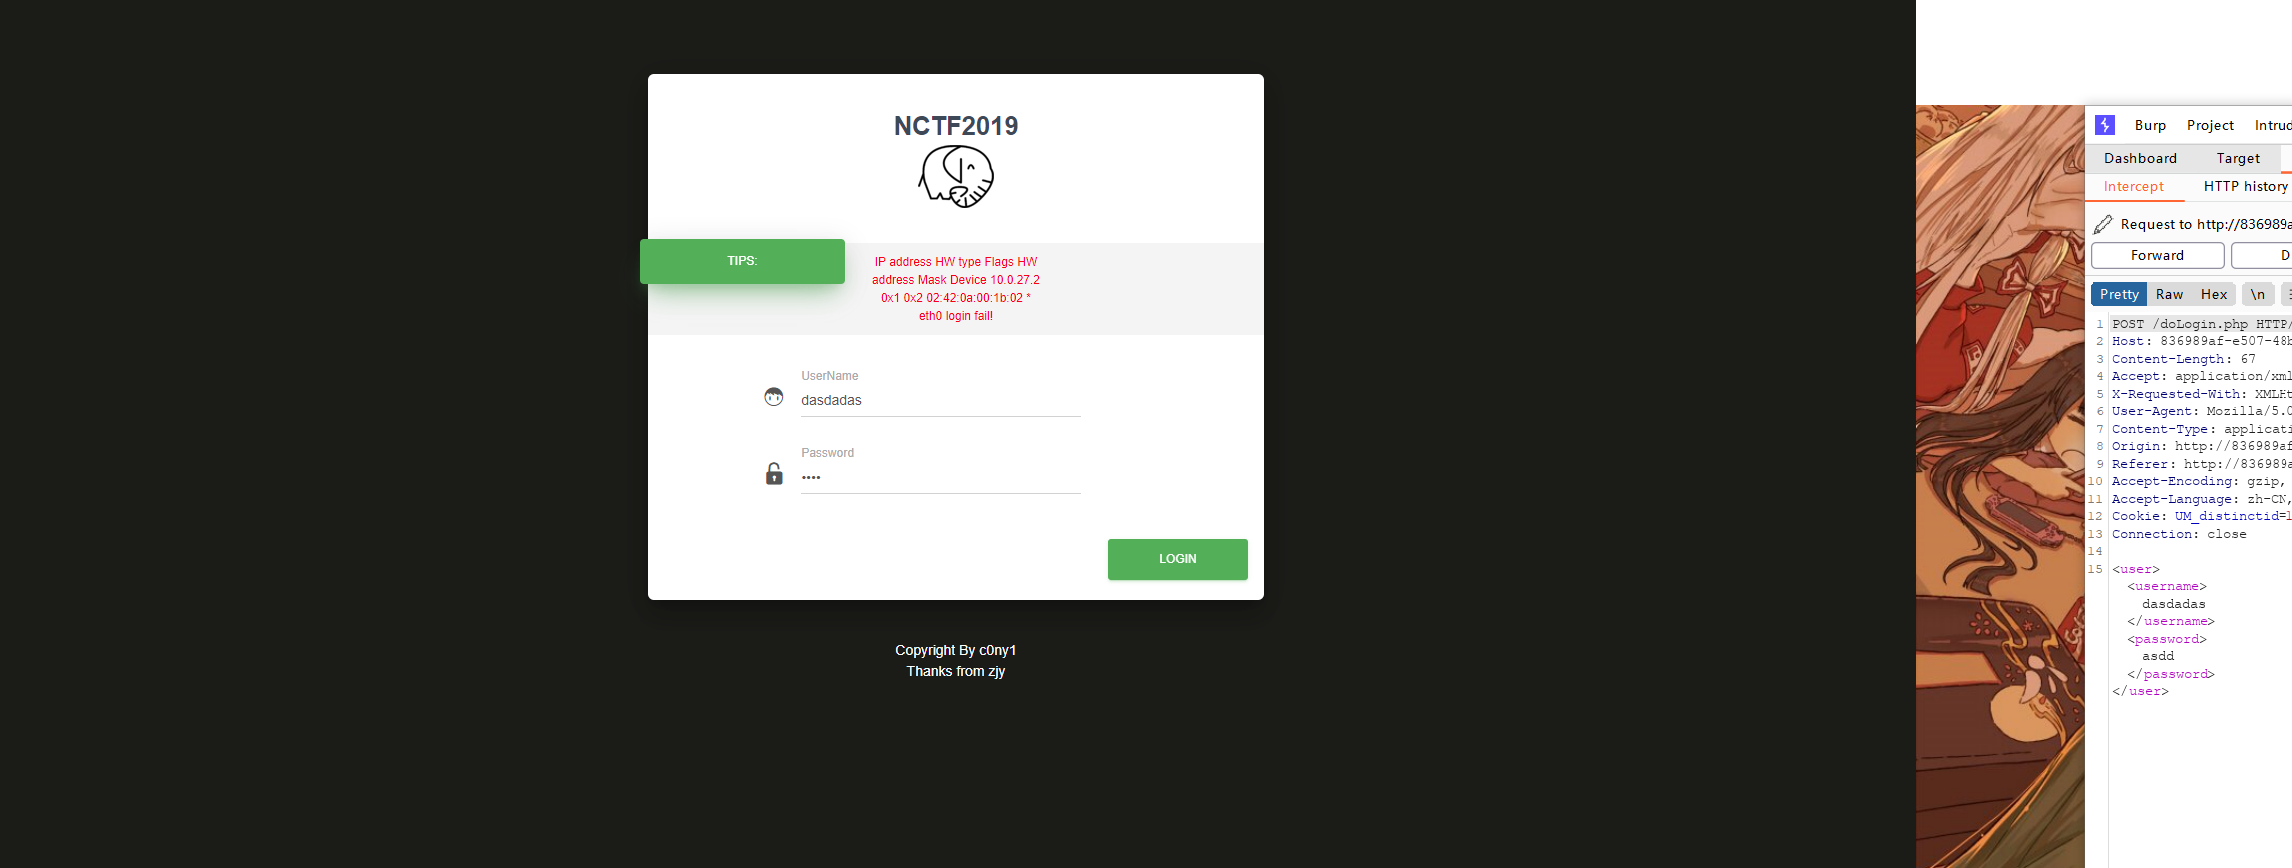 NCTF2019
TIPS:
IP address HW type Flags HW
address Mask Device 10.0.27.2
0x1 0x2 02:42:0a:00:1b:02 *
eth0 login fail!
UserName
dasdadas
Password
••••
LOGIN
Copyright By c0ny1
Thanks from zjy
Burp Project Intrud
Dashboard Target
Intercept HTTP history
Request to http://836989a
Forward D
Pretty Raw Hex \n
1 POST /doLogin.php HTTP/
2 Host: 836989af-e507-48b
3 Content-Length: 67
4 Accept: application/xml
5 X-Requested-With: XMLHt
6 User-Agent: Mozilla/5.0
7 Content-Type: applicati
8 Origin: http://836989af
9 Referer: http://836989a
10 Accept-Encoding: gzip,
11 Accept-Language: zh-CN,
12 Cookie: UM_distinctid=1
13 Connection: close
14
15 <user>
<username>
dasdadas
</username>
<password>
asdd
</password>
</user>